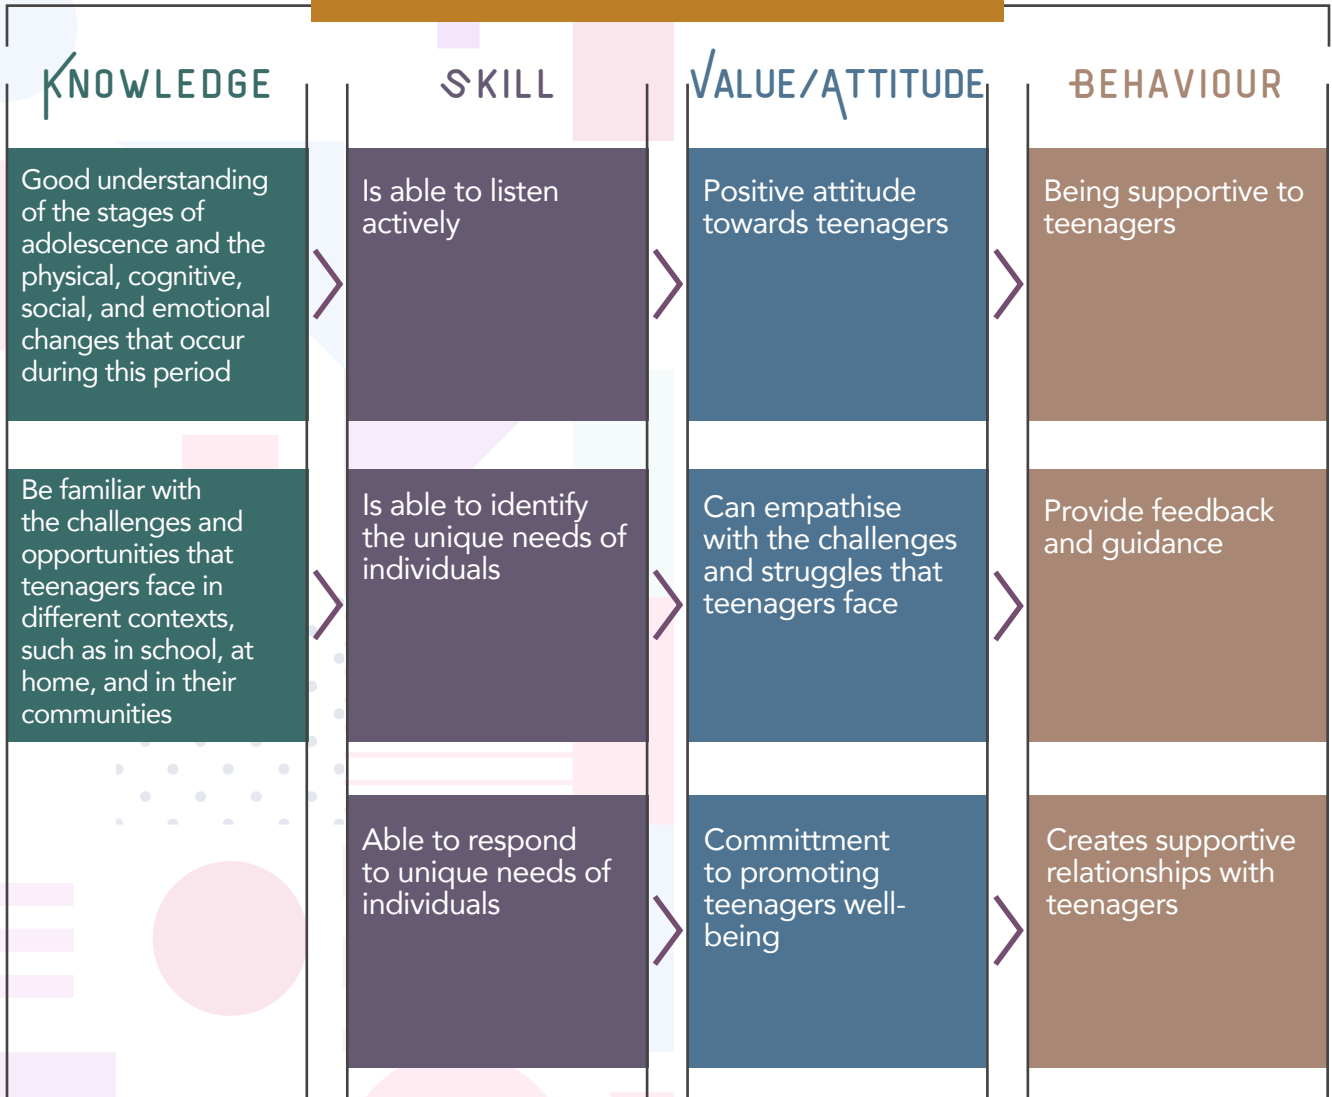 KNOWLEDGE
SKILL
VALUE/ATTITUDE
BEHAVIOUR
Good understanding
of the stages of
adolescence and the
physical, cognitive,
social, and emotional
changes that occur
during this period
Is able to listen
actively
Positive attitude
towards teenagers
Being supportive to
teenagers
Be familiar with
the challenges and
opportunities that
teenagers face in
different contexts,
such as in school, at
home, and in their
communities
Is able to identify
the unique needs of
individuals
Can empathise
with the challenges
and struggles that
teenagers face
Provide feedback
and guidance
Able to respond
to unique needs of
individuals
Committment
to promoting
teenagers well-
being
Creates supportive
relationships with
teenagers